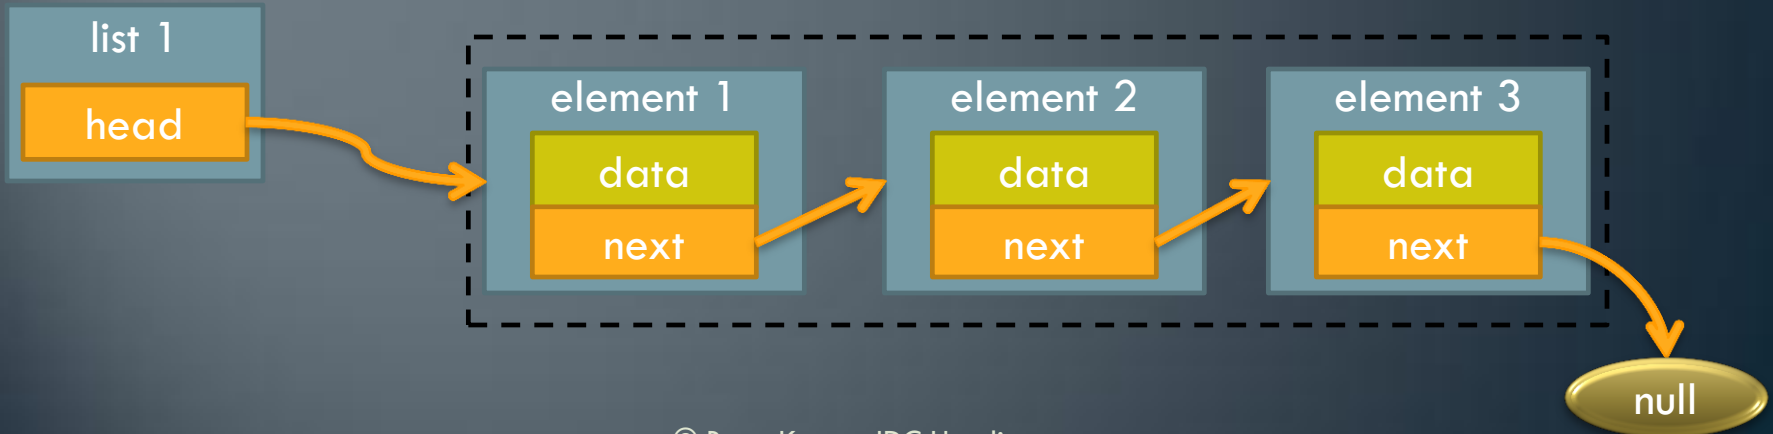 list 1
head
element 1
data
next
element 2
data
next
element 3
data
next
null